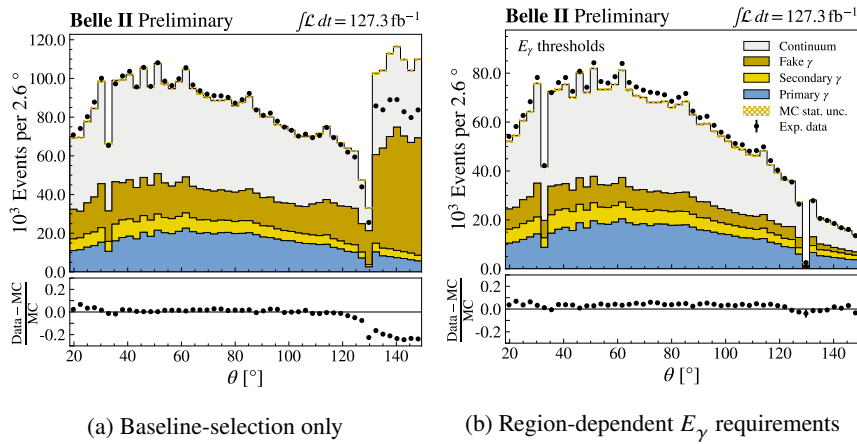 Belle II Preliminary ∫ℒ dt = 127.3 fb⁻¹
120.0
100.0
80.0
60.0
40.0
20.0
0.0
10³ Events per 2.6 °
0.2
0.0
-0.2
Data − MC
MC
20 40 60 80 100 120 140
θ [°]
(a) Baseline-selection only
Belle II Preliminary ∫ℒ dt = 127.3 fb⁻¹
E_γ thresholds
Continuum
Fake γ
Secondary γ
Primary γ
MC stat. unc.
Exp. data
80.0
60.0
40.0
20.0
0.0
10³ Events per 2.6 °
0.2
0.0
-0.2
Data − MC
MC
20 40 60 80 100 120 140
θ [°]
(b) Region-dependent E_γ requirements